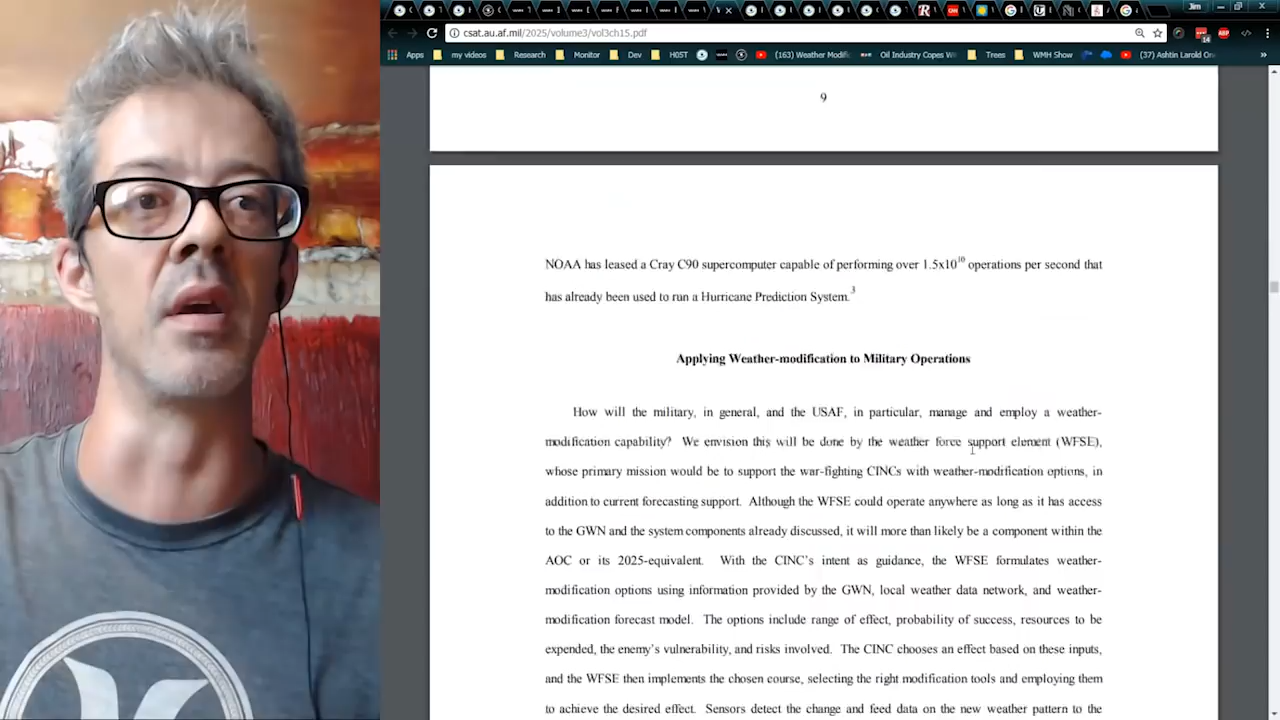 Jim
csat.au.af.mil/2025/volume3/vol3ch15.pdf
14
ABP
Apps
my videos
Research
Monitor
Dev
H0ST
(163) Weather Modifi
Oil Industry Copes W
Trees
WMH Show
(37) Ashtin Larold On
»
9
NOAA has leased a Cray C90 supercomputer capable of performing over 1.5x10¹⁰ operations per second that
has already been used to run a Hurricane Prediction System.³
Applying Weather-modification to Military Operations
How will the military, in general, and the USAF, in particular, manage and employ a weather-
modification capability? We envision this will be done by the weather force support element (WFSE),
whose primary mission would be to support the war-fighting CINCs with weather-modification options, in
addition to current forecasting support. Although the WFSE could operate anywhere as long as it has access
to the GWN and the system components already discussed, it will more than likely be a component within the
AOC or its 2025-equivalent. With the CINC's intent as guidance, the WFSE formulates weather-
modification options using information provided by the GWN, local weather data network, and weather-
modification forecast model. The options include range of effect, probability of success, resources to be
expended, the enemy's vulnerability, and risks involved. The CINC chooses an effect based on these inputs,
and the WFSE then implements the chosen course, selecting the right modification tools and employing them
to achieve the desired effect. Sensors detect the change and feed data on the new weather pattern to the